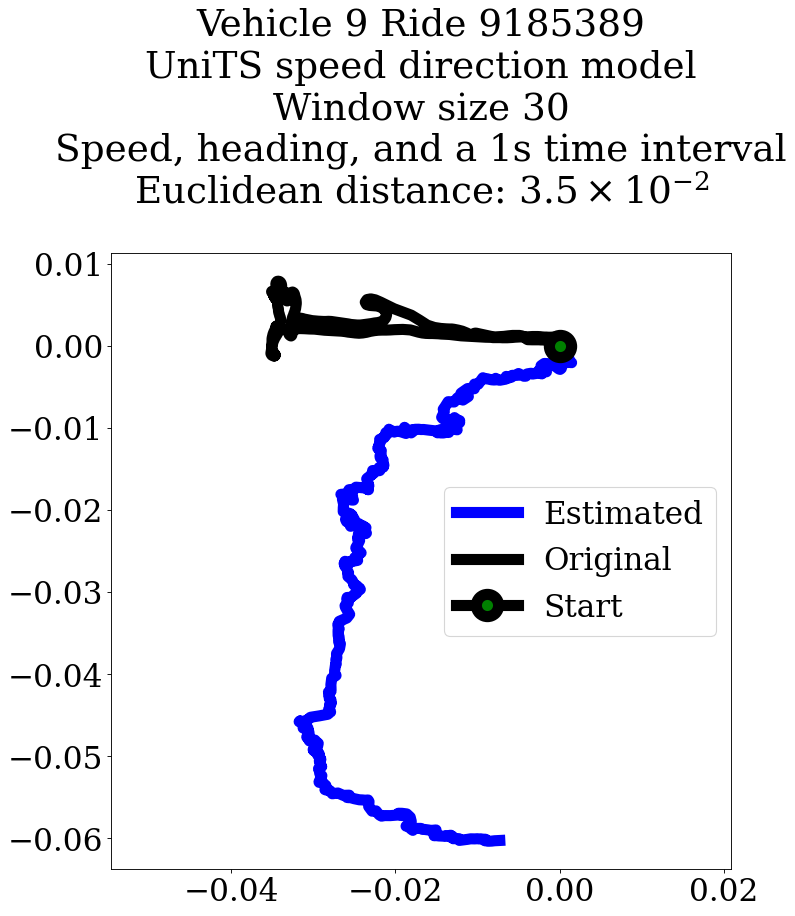 Vehicle 9 Ride 9185389
UniTS speed direction model
Window size 30
Speed, heading, and a 1s time interval
Euclidean distance: 3.5 × 10⁻²
0.01
0.00
−0.01
−0.02
−0.03
−0.04
−0.05
−0.06
Estimated
Original
Start
−0.04
−0.02
0.00
0.02